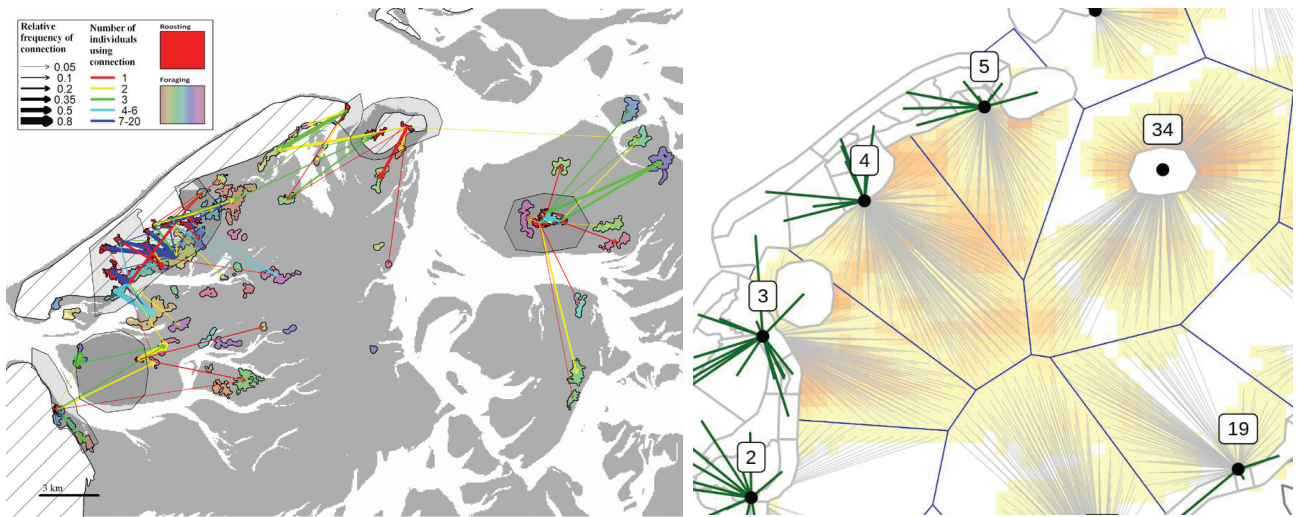 Relative
frequency of
connection
0.05
0.1
0.2
0.35
0.5
0.8
Number of
individuals
using
connection
1
2
3
4-6
7-20
Roosting
Foraging
3 km
5
34
4
3
19
2